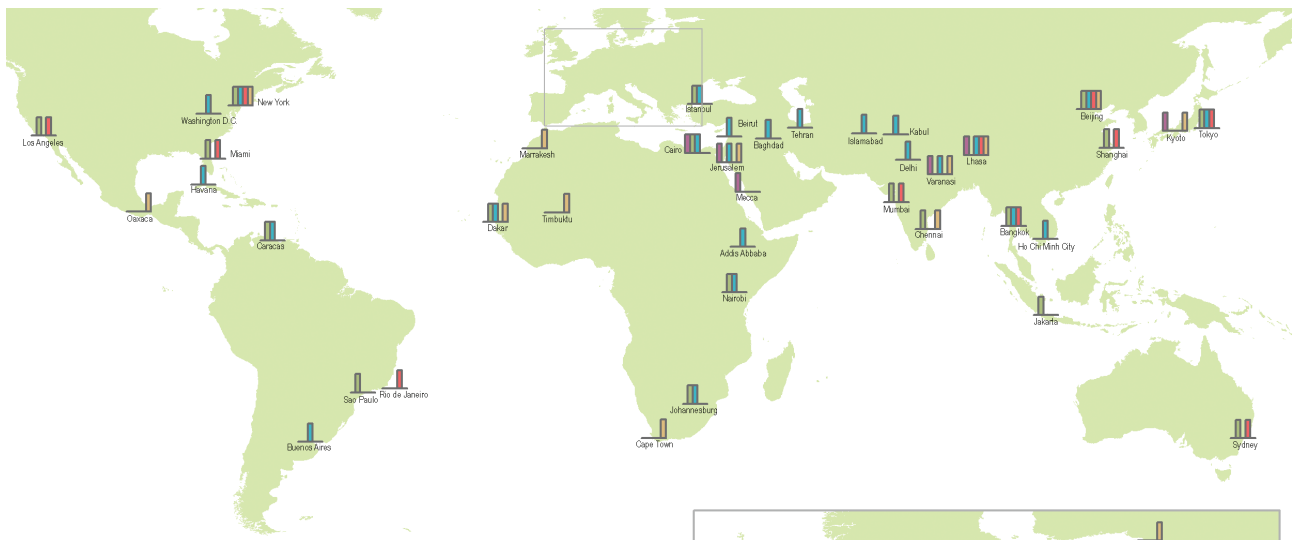 New York
Washington D.C.
Los Angeles
Miami
Havana
Oaxaca
Caracas
Sao Paulo
Rio de Janeiro
Buenos Aires
Istanbul
Marrakesh
Cairo
Beirut
Baghdad
Tehran
Jerusalem
Mecca
Dakar
Timbuktu
Addis Abbaba
Nairobi
Johannesburg
Cape Town
Islamabad
Kabul
Delhi
Varanasi
Lhasa
Mumbai
Chennai
Bangkok
Ho Chi Minh City
Jakarta
Beijing
Shanghai
Kyoto
Tokyo
Sydney